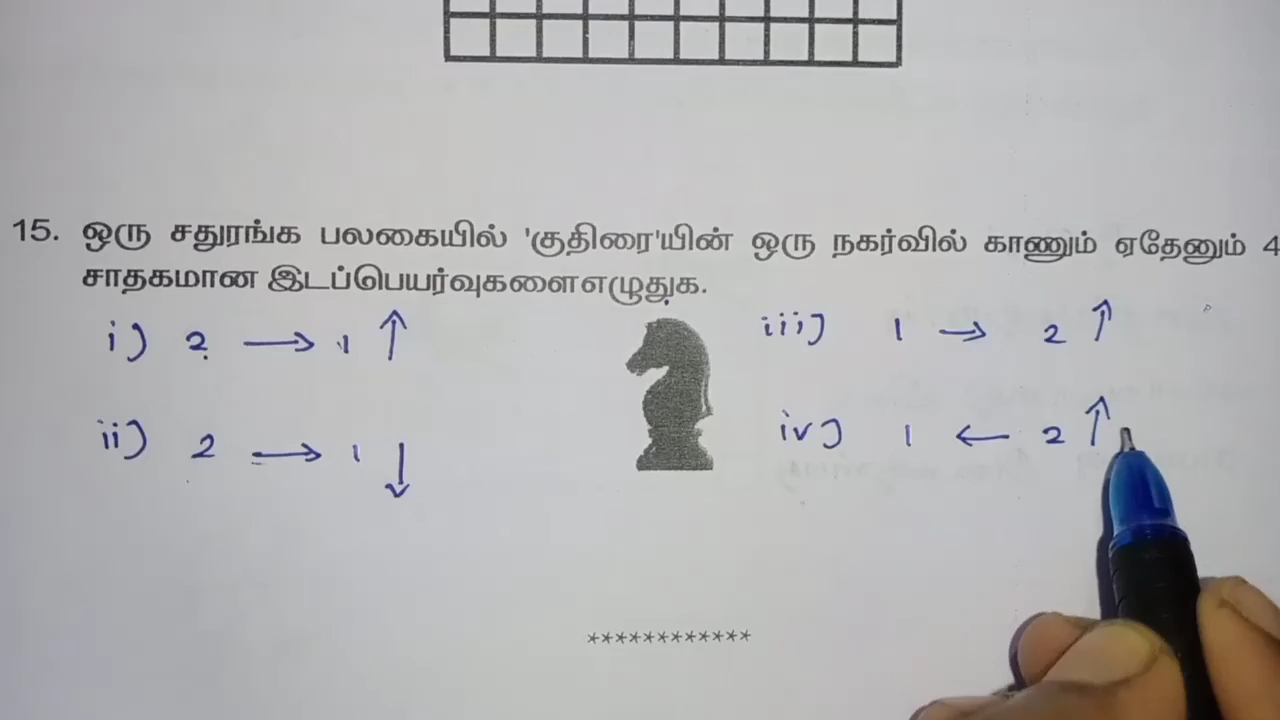 15. ஒரு சதுரங்க பலகையில் 'குதிரை'யின் ஒரு நகர்வில் காணும் ஏதேனும் 4
சாதகமான இடப்பெயர்வுகளைஎழுதுக.
i) 2 → 1 ↑
iii) 1 → 2 ↑
ii) 2 → 1 ↓
iv) 1 ← 2 ↑
************